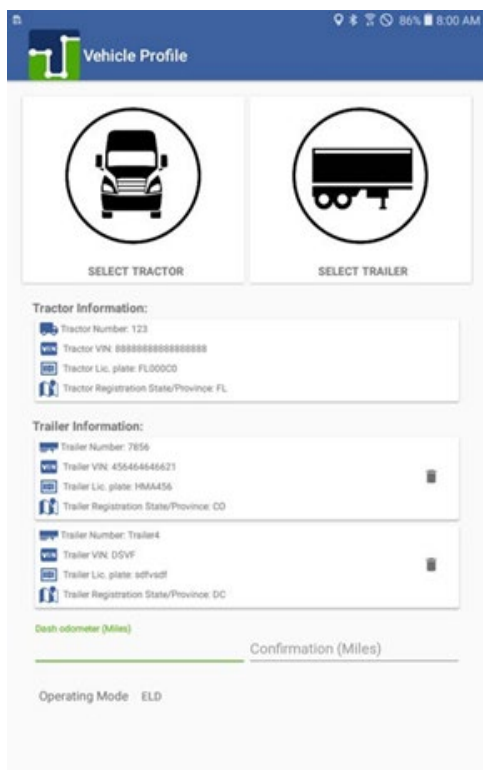 86% 8:00 AM
Vehicle Profile
SELECT TRACTOR
SELECT TRAILER
Tractor Information:
Tractor Number: 123
VIN Tractor VIN: 88888888888888888
Tractor Lic. plate: FL000C0
Tractor Registration State/Province: FL
Trailer Information:
Trailer Number: 7856
VIN Trailer VIN: 456464646621
Trailer Lic. plate: HMA456
Trailer Registration State/Province: CO
Trailer Number: Trailer4
VIN Trailer VIN: DSVF
Trailer Lic. plate: sdfvsdf
Trailer Registration State/Province: DC
Dash odometer (Miles)
Confirmation (Miles)
Operating Mode ELD